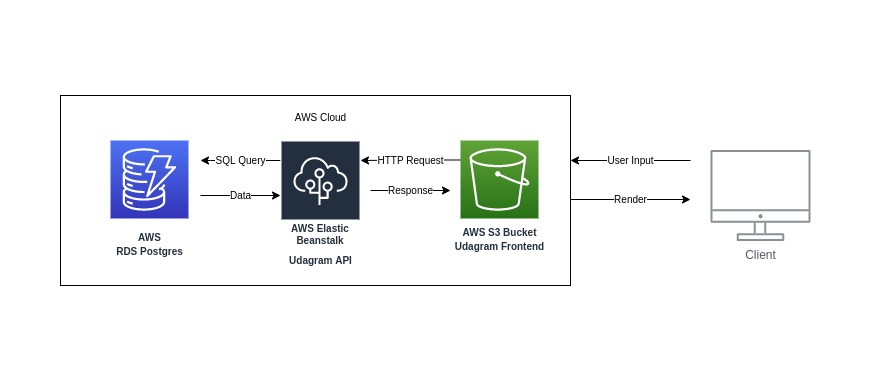 AWS Cloud
SQL Query
HTTP Request
User Input
Data
Response
Render
AWS
RDS Postgres
AWS Elastic
Beanstalk
Udagram API
AWS S3 Bucket
Udagram Frontend
Client